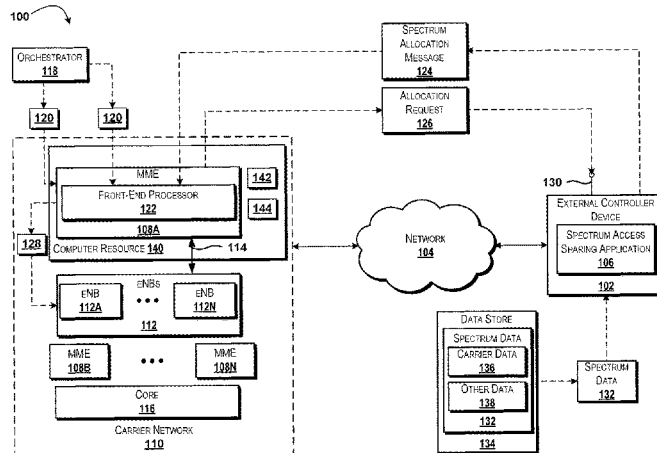 100
ORCHESTRATOR
118
120
120
SPECTRUM
ALLOCATION
MESSAGE
124
ALLOCATION
REQUEST
126
MME
FRONT-END PROCESSOR
122
108A
142
144
128
COMPUTER RESOURCE 140
114
eNBs
eNB
112A
eNB
112N
112
MME
108B
MME
108N
CORE
116
CARRIER NETWORK
110
NETWORK
104
130
EXTERNAL CONTROLLER
DEVICE
SPECTRUM ACCESS
SHARING APPLICATION
106
102
DATA STORE
SPECTRUM DATA
CARRIER DATA
136
OTHER DATA
138
132
134
SPECTRUM
DATA
132